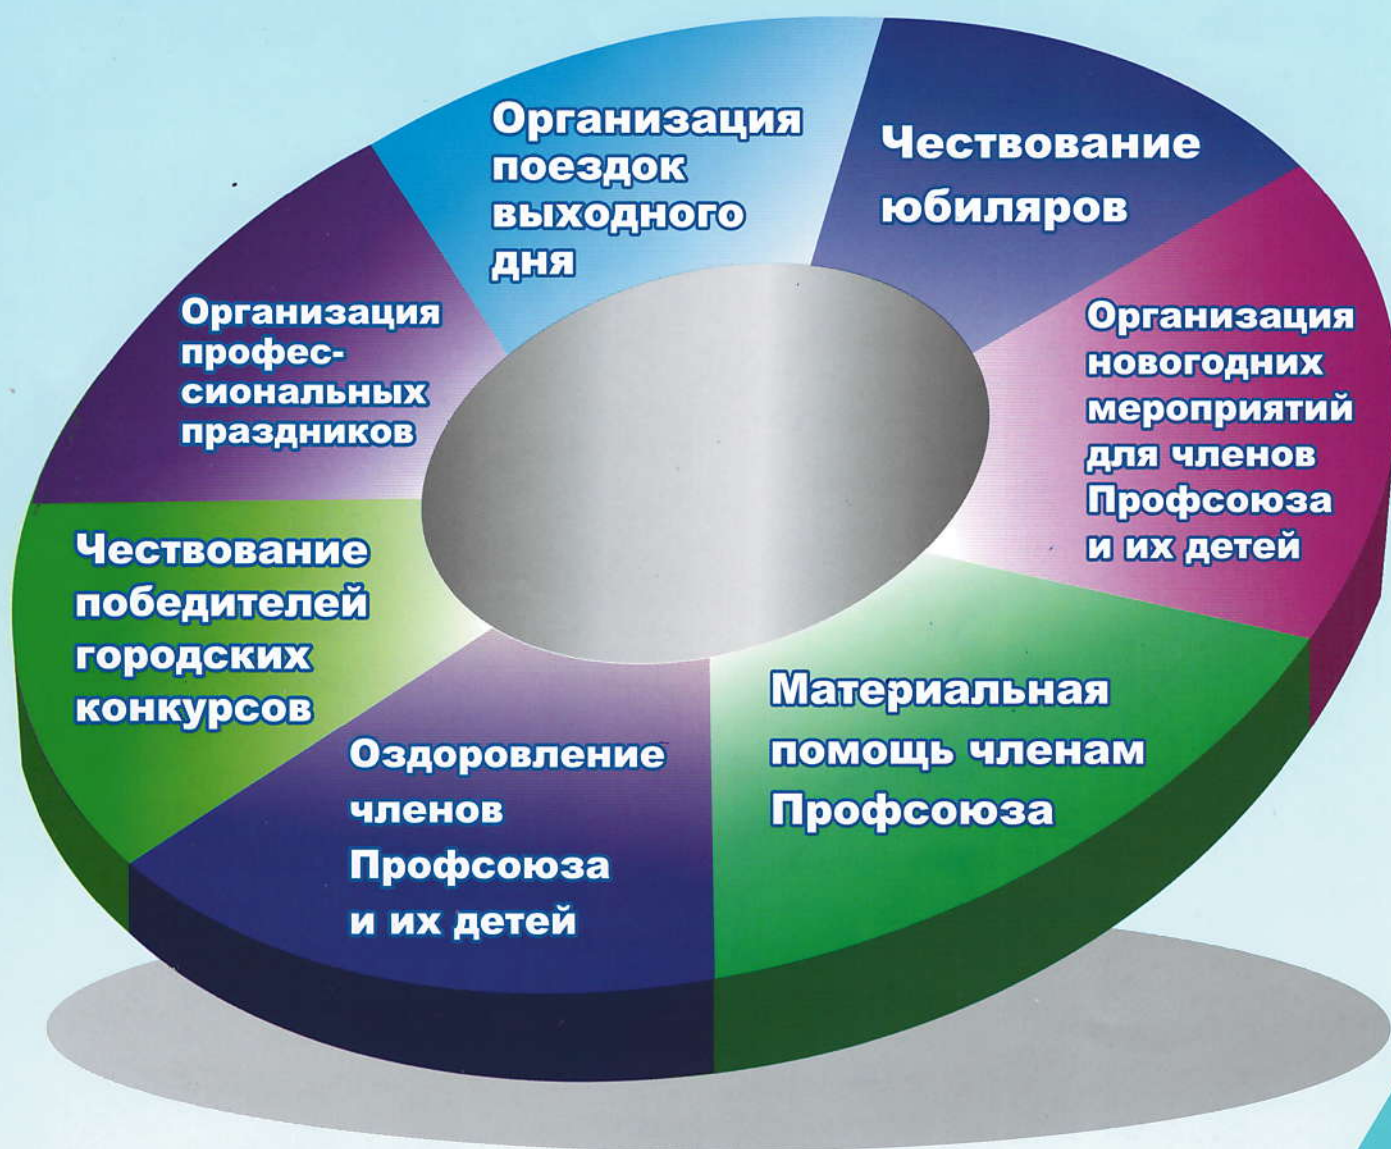 Организация
поездок
выходного
дня
Чествование
юбиляров
Организация
новогодних
мероприятий
для членов
Профсоюза
и их детей
Материальная
помощь членам
Профсоюза
Оздоровление
членов
Профсоюза
и их детей
Чествование
победителей
городских
конкурсов
Организация
профес-
сиональных
праздников